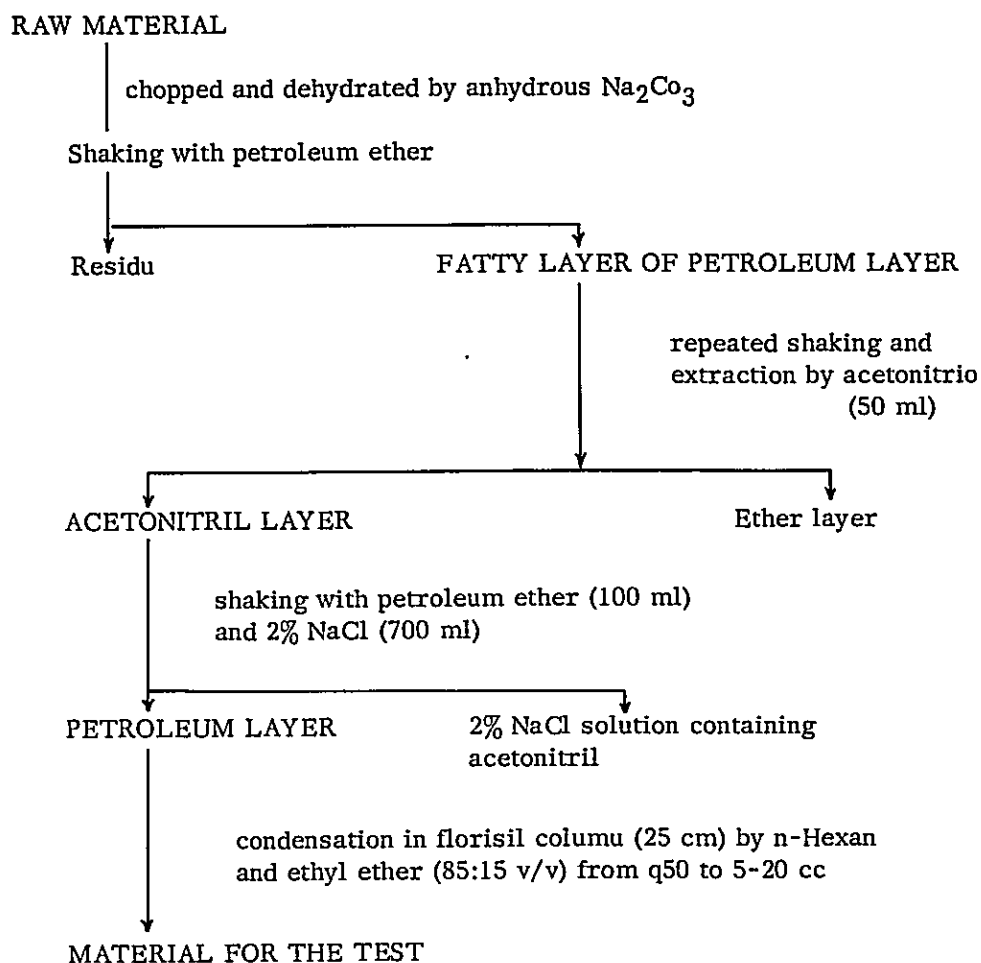 RAW MATERIAL
chopped and dehydrated by anhydrous Na2Co3
Shaking with petroleum ether
Residu
FATTY LAYER OF PETROLEUM LAYER
repeated shaking and
extraction by acetonitrio
(50 ml)
ACETONITRIL LAYER
Ether layer
shaking with petroleum ether (100 ml)
and 2% NaCl (700 ml)
PETROLEUM LAYER
2% NaCl solution containing
acetonitril
condensation in florisil columu (25 cm) by n-Hexan
and ethyl ether (85:15 v/v) from q50 to 5-20 cc
MATERIAL FOR THE TEST